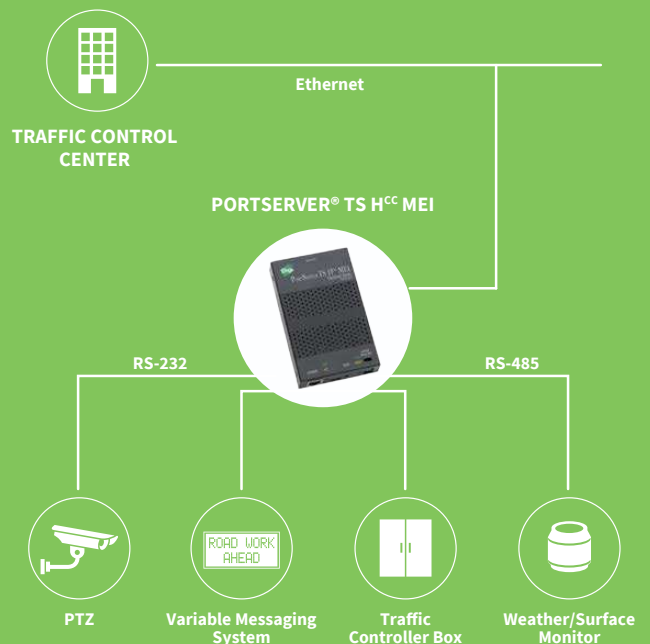 Ethernet
TRAFFIC CONTROL
CENTER
PORTSERVER® TS Hᶜᶜ MEI
RS-232
RS-485
ROAD WORK
AHEAD
PTZ
Variable Messaging
System
Traffic
Controller Box
Weather/Surface
Monitor